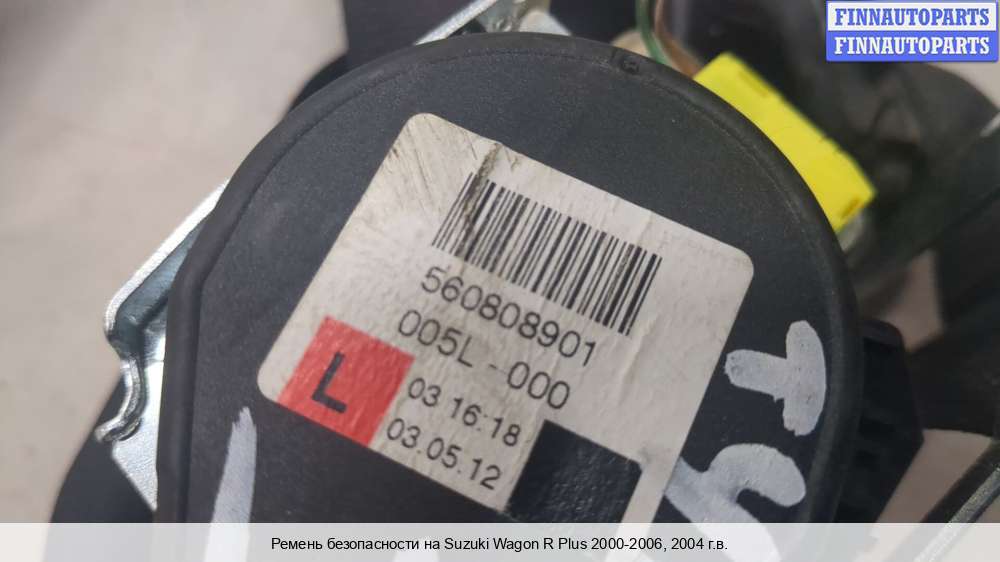 FINNAUTOPARTS
FINNAUTOPARTS
560808901
005L-000
L
03 16:18
03.05.12
Ремень безопасности на Suzuki Wagon R Plus 2000-2006, 2004 г.в.